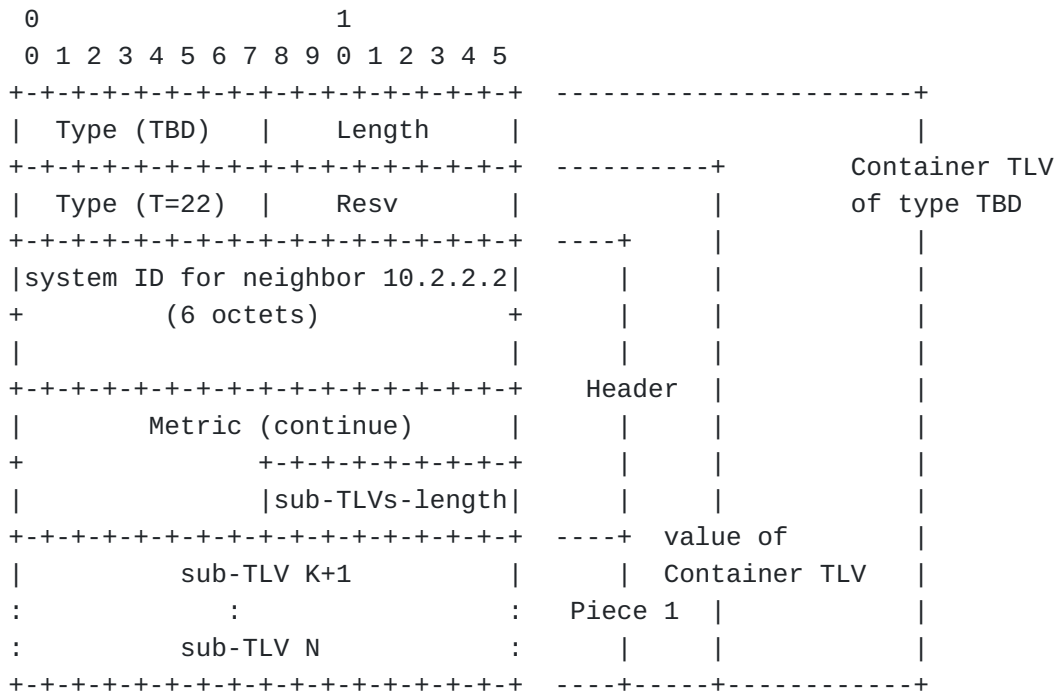 0                   1
 0 1 2 3 4 5 6 7 8 9 0 1 2 3 4 5
+-+-+-+-+-+-+-+-+-+-+-+-+-+-+-+-+  -----------------------+
|  Type (TBD)   |    Length     |                         |
+-+-+-+-+-+-+-+-+-+-+-+-+-+-+-+-+  ----------+        Container TLV
|  Type (T=22)  |    Resv       |            |        of type TBD
+-+-+-+-+-+-+-+-+-+-+-+-+-+-+-+-+  ----+     |            |
|system ID for neighbor 10.2.2.2|      |     |            |
+         (6 octets)            +      |     |            |
|                               |      |     |            |
+-+-+-+-+-+-+-+-+-+-+-+-+-+-+-+-+    Header  |            |
|        Metric (continue)      |      |     |            |
+               +-+-+-+-+-+-+-+-+      |     |            |
|               |sub-TLVs-length|      |     |            |
+-+-+-+-+-+-+-+-+-+-+-+-+-+-+-+-+  ----+  value of        |
|          sub-TLV K+1          |      |  Container TLV   |
:             :                 :   Piece 1  |            |
:          sub-TLV N            :      |     |            |
+-+-+-+-+-+-+-+-+-+-+-+-+-+-+-+-+  ----+-----+------------+